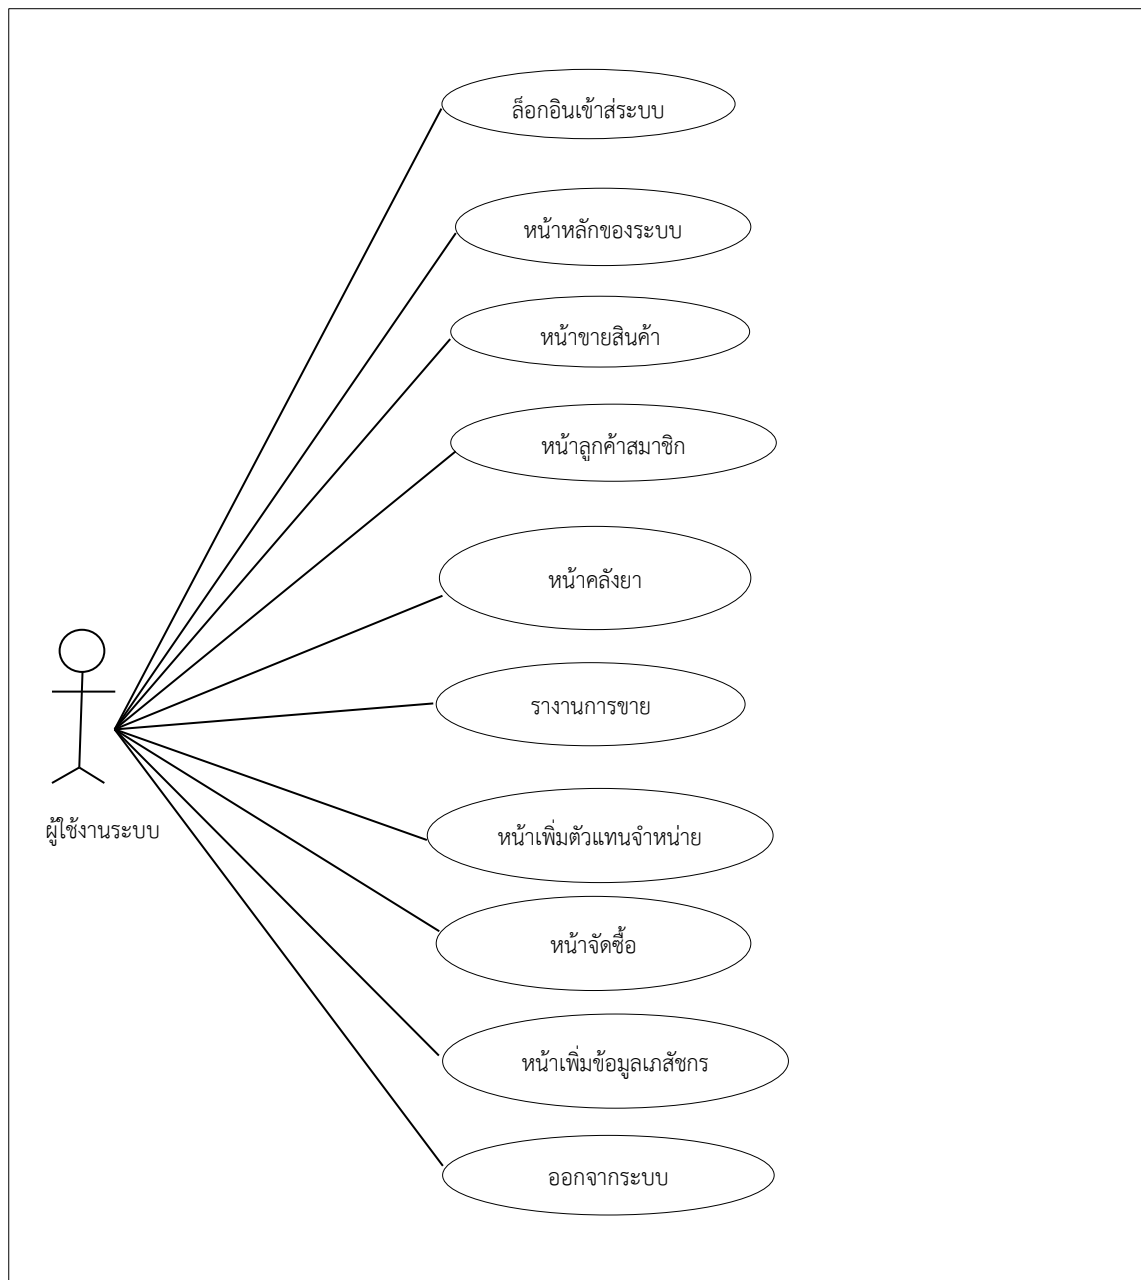 ล็อกอินเข้าส่ระบบ
หน้าหลักของระบบ
หน้าขายสินค้า
หน้าลูกค้าสมาชิก
หน้าคลังยา
รางานการขาย
ผู้ใช้งานระบบ
หน้าเพิ่มตัวแทนจำหน่าย
หน้าจัดซื้อ
หน้าเพิ่มข้อมูลเภสัชกร
ออกจากระบบ